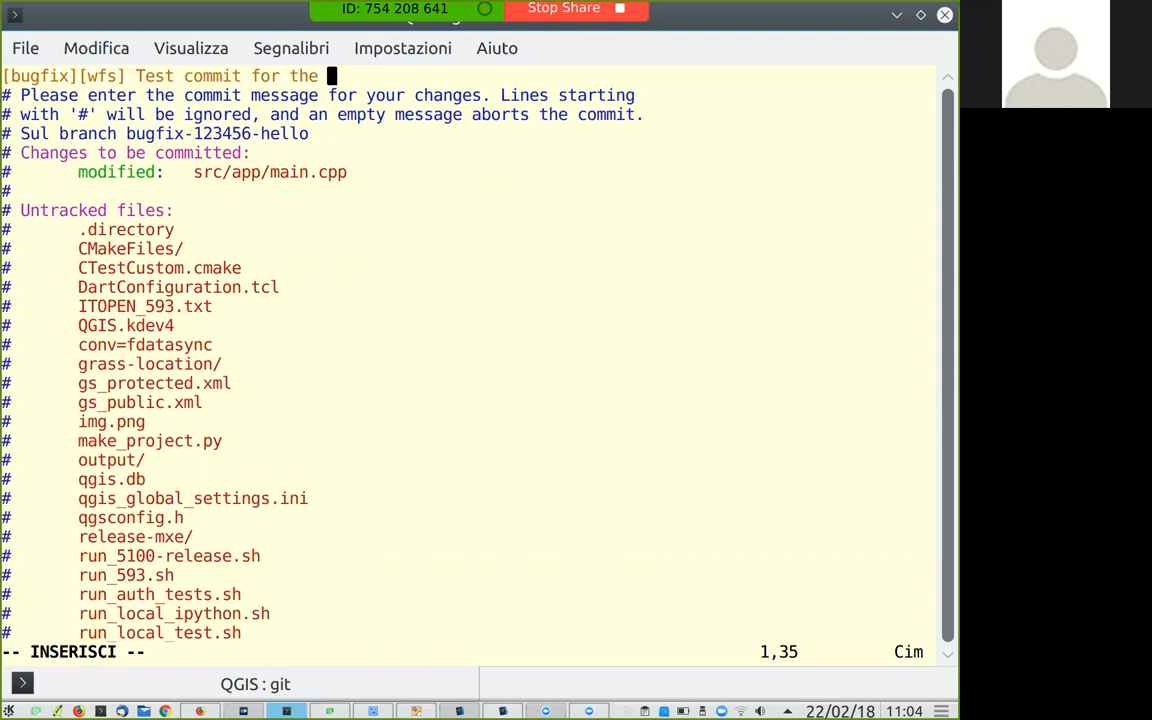 ID: 754 208 641
Stop Share
File Modifica Visualizza Segnalibri Impostazioni Aiuto
[bugfix][wfs] Test commit for the
# Please enter the commit message for your changes. Lines starting
# with '#' will be ignored, and an empty message aborts the commit.
# Sul branch bugfix-123456-hello
# Changes to be committed:
#       modified:   src/app/main.cpp
#
# Untracked files:
#       .directory
#       CMakeFiles/
#       CTestCustom.cmake
#       DartConfiguration.tcl
#       ITOPEN_593.txt
#       QGIS.kdev4
#       conv=fdatasync
#       grass-location/
#       gs_protected.xml
#       gs_public.xml
#       img.png
#       make_project.py
#       output/
#       qgis.db
#       qgis_global_settings.ini
#       qgsconfig.h
#       release-mxe/
#       run_5100-release.sh
#       run_593.sh
#       run_auth_tests.sh
#       run_local_ipython.sh
#       run_local_test.sh
-- INSERISCI -- 1,35 Cim
QGIS : git
22/02/18 11:04